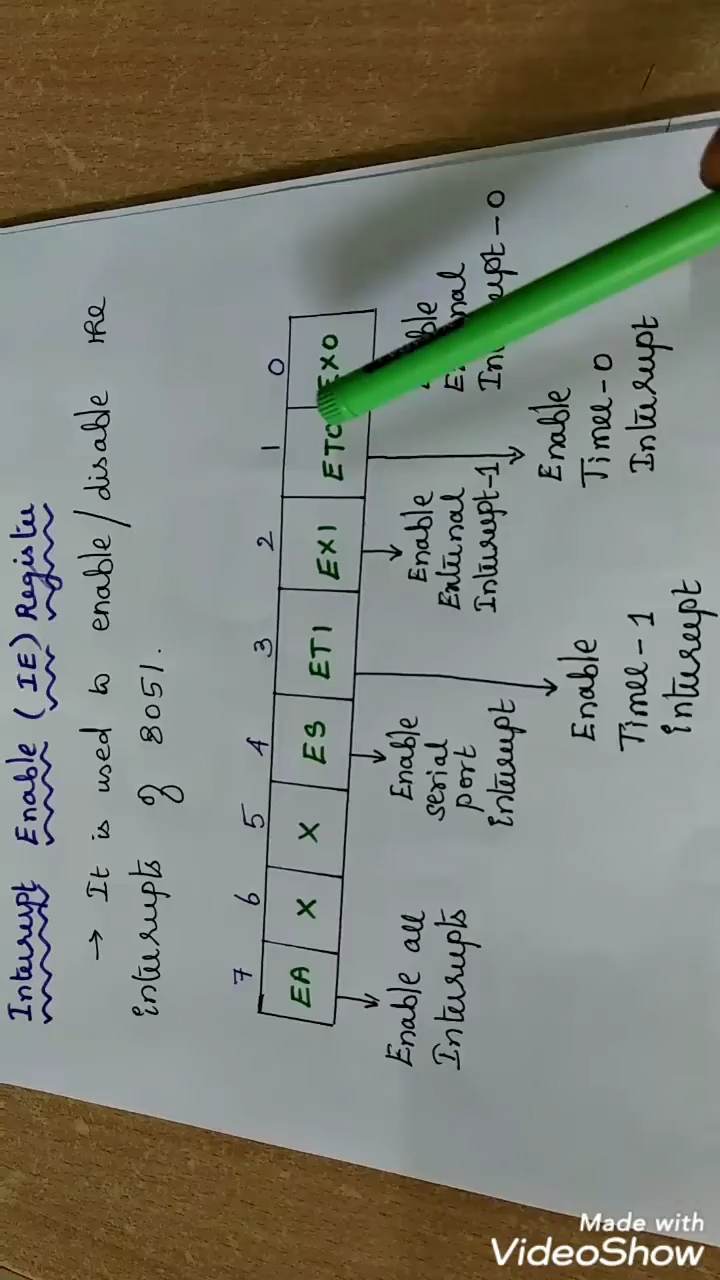 Interrupt Enable (IE) Register
→ It is used to enable/disable the
interrupts of 8051.
7 6 5 4 3 2 1 0
EA X X ES ET1 EX1 ET0 EX0
Enable all
Interrupts
Enable
serial
port
interrupt
Enable
Timer-1
interrupt
Enable
External
Interrupt-1
Enable
Timer-0
Interrupt
-0
Made with
VideoShow